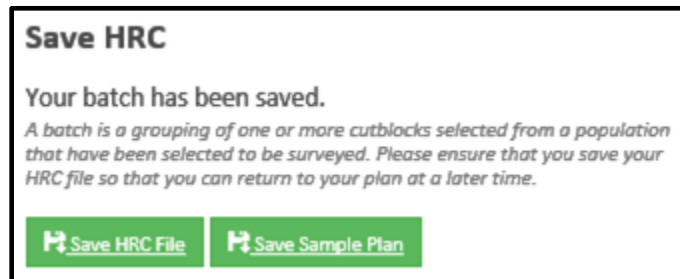 Save HRC
Your batch has been saved.
A batch is a grouping of one or more cutblocks selected from a population
that have been selected to be surveyed. Please ensure that you save your
HRC file so that you can return to your plan at a later time.
Save HRC File Save Sample Plan